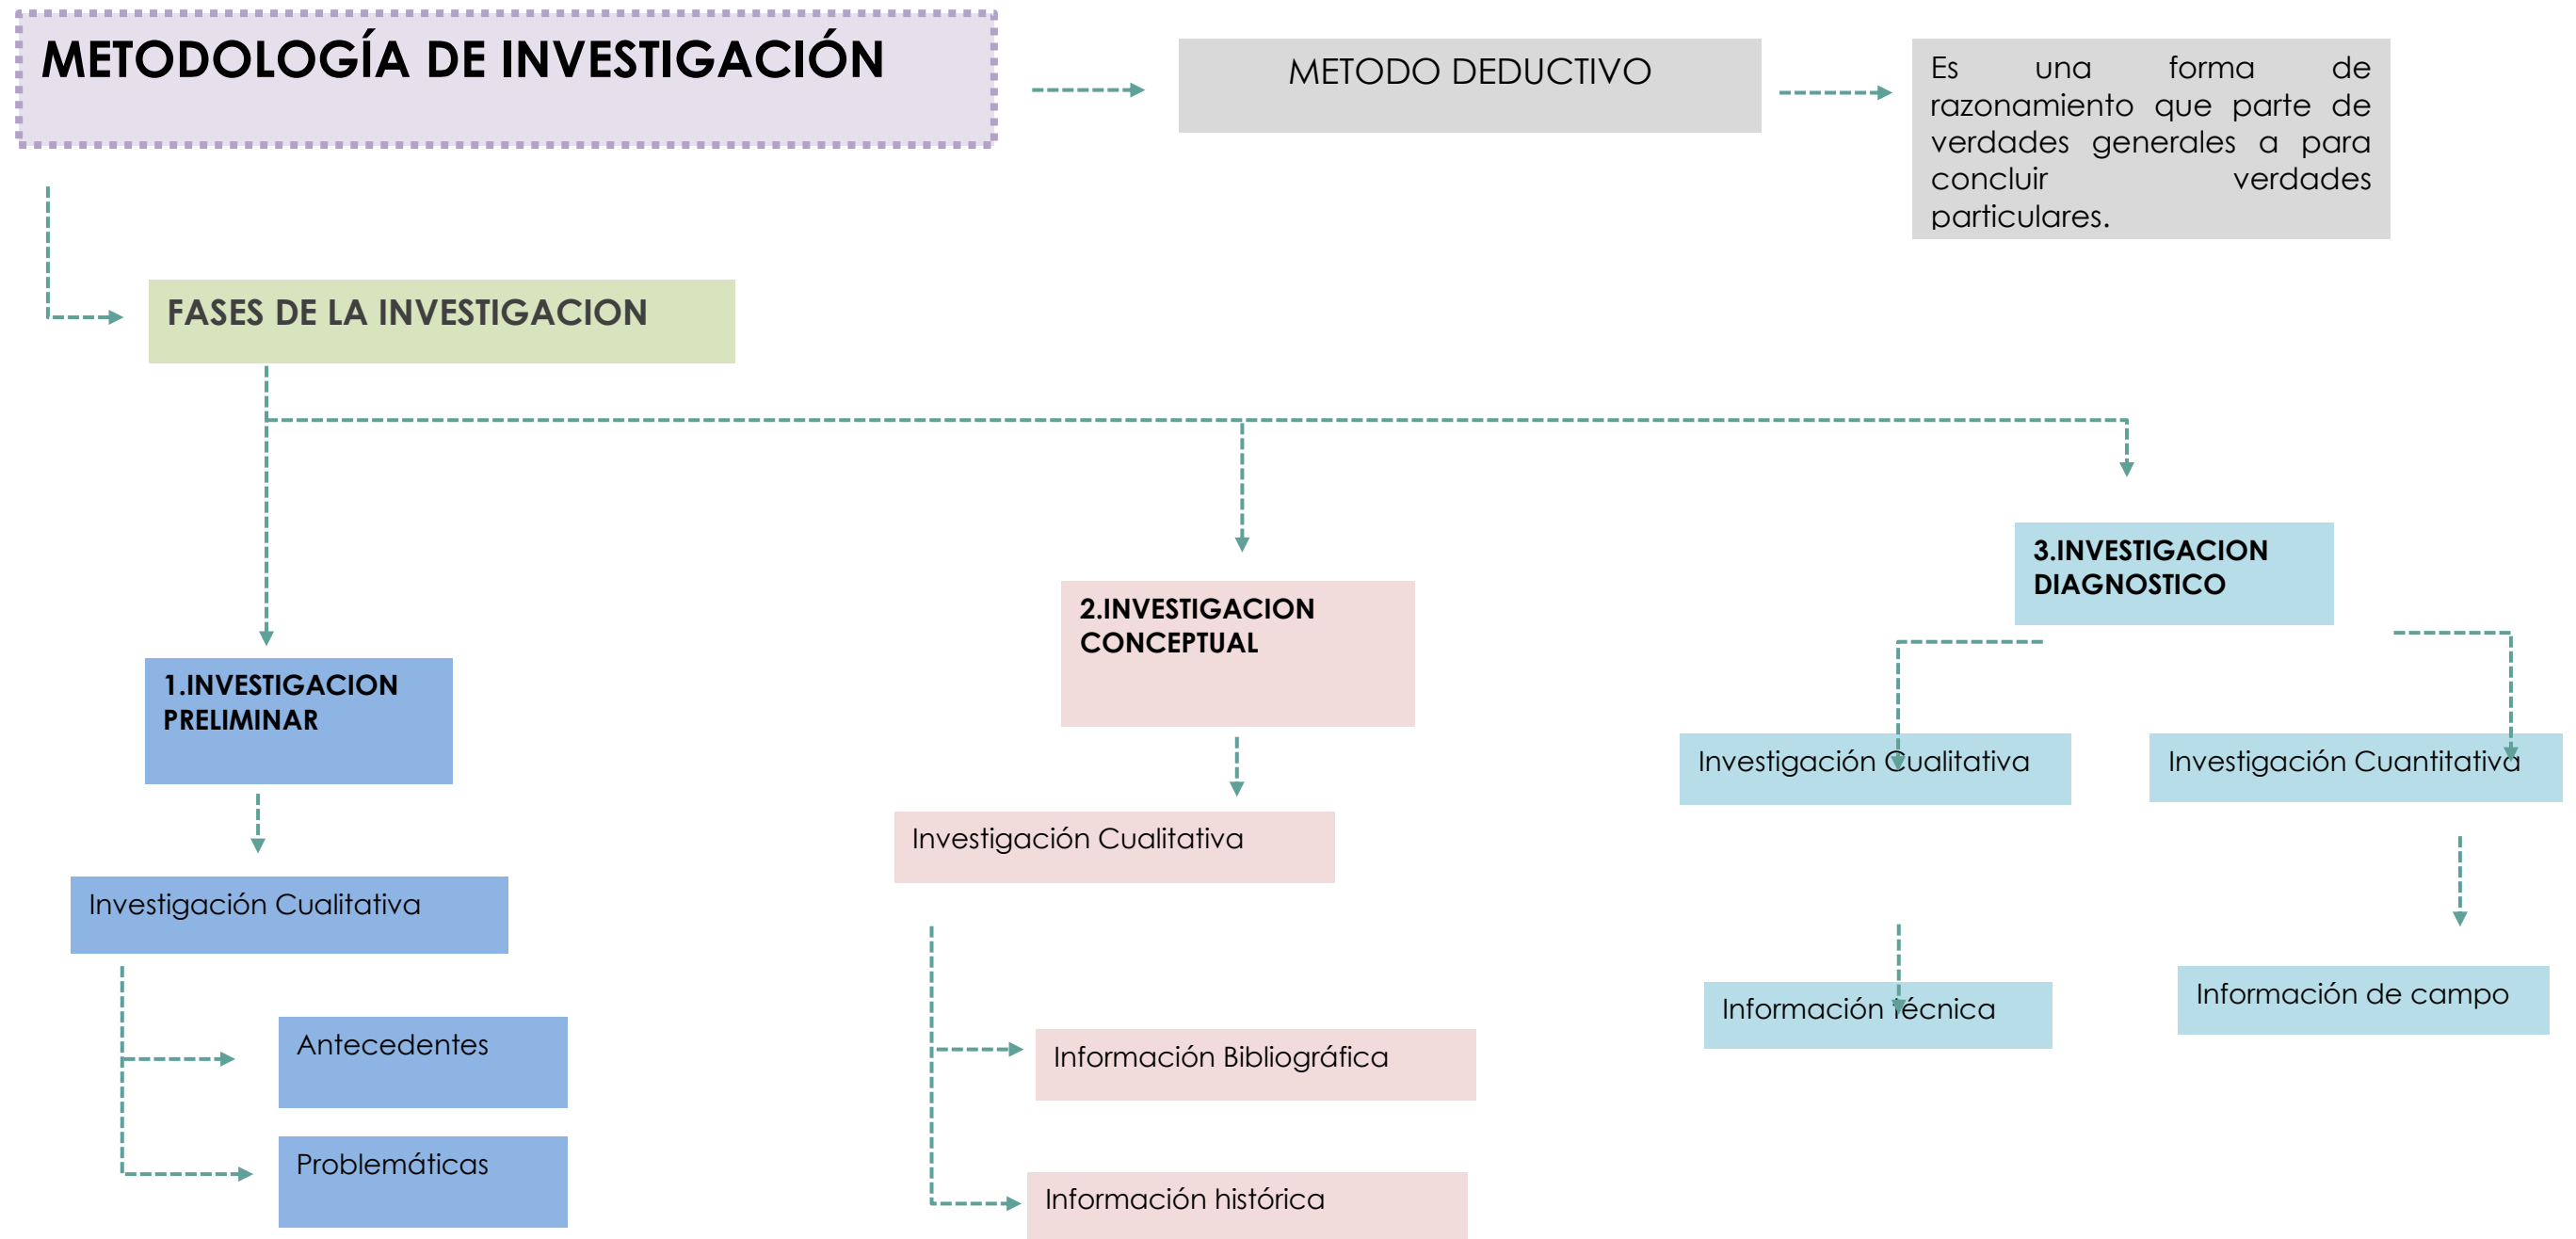 METODOLOGÍA DE INVESTIGACIÓN
METODO DEDUCTIVO
Es una forma de
razonamiento que parte de
verdades generales a para
concluir verdades
particulares.
FASES DE LA INVESTIGACION
1.INVESTIGACION
PRELIMINAR
Investigación Cualitativa
Antecedentes
Problemáticas
2.INVESTIGACION
CONCEPTUAL
Investigación Cualitativa
Información Bibliográfica
Información histórica
3.INVESTIGACION
DIAGNOSTICO
Investigación Cualitativa
Información técnica
Investigación Cuantitativa
Información de campo